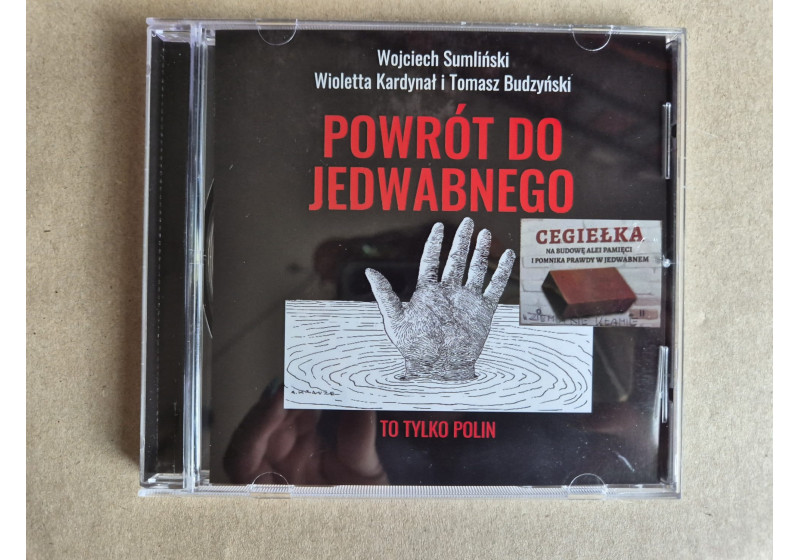 Wojciech Sumliński
Wioletta Kardynał i Tomasz Budzyński
POWRÓT DO
JEDWABNEGO
CEGIEŁKA
NA BUDOWĘ ALEI PAMIĘCI
I POMNIKA PRAWDY W JEDWABNEM
TO TYLKO POLIN